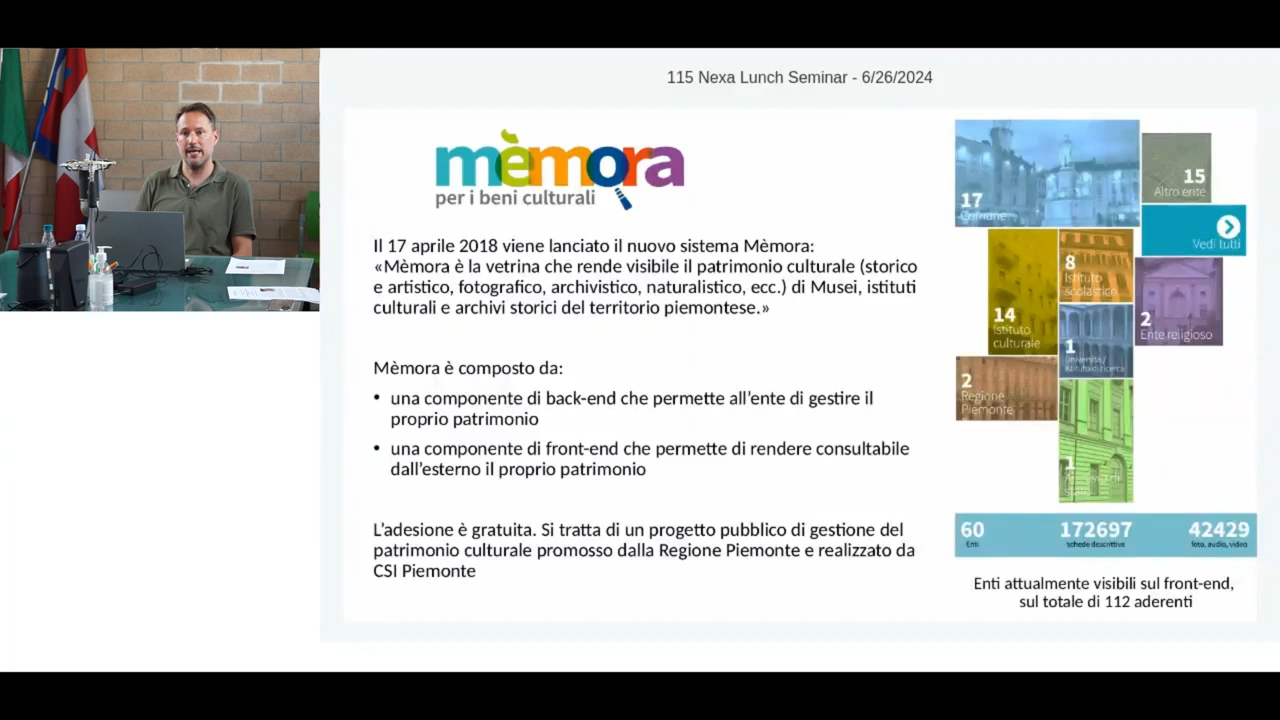 115 Nexa Lunch Seminar - 6/26/2024
mèmora
per i beni culturali
Il 17 aprile 2018 viene lanciato il nuovo sistema Mèmora:
«Mèmora è la vetrina che rende visibile il patrimonio culturale (storico
e artistico, fotografico, archivistico, naturalistico, ecc.) di Musei, istituti
culturali e archivi storici del territorio piemontese.»
Mèmora è composto da:
• una componente di back-end che permette all'ente di gestire il
proprio patrimonio
• una componente di front-end che permette di rendere consultabile
dall'esterno il proprio patrimonio
L'adesione è gratuita. Si tratta di un progetto pubblico di gestione del
patrimonio culturale promosso dalla Regione Piemonte e realizzato da
CSI Piemonte
17
Comune
15
Altro ente
Vedi tutti
8
Istituto
scolastico
14
Istituto
culturale
2
Ente religioso
1
Università /
Istituto di ricerca
2
Regione
Piemonte
1
60
Enti
172697
schede descrittive
42429
foto, audio, video
Enti attualmente visibili sul front-end,
sul totale di 112 aderenti